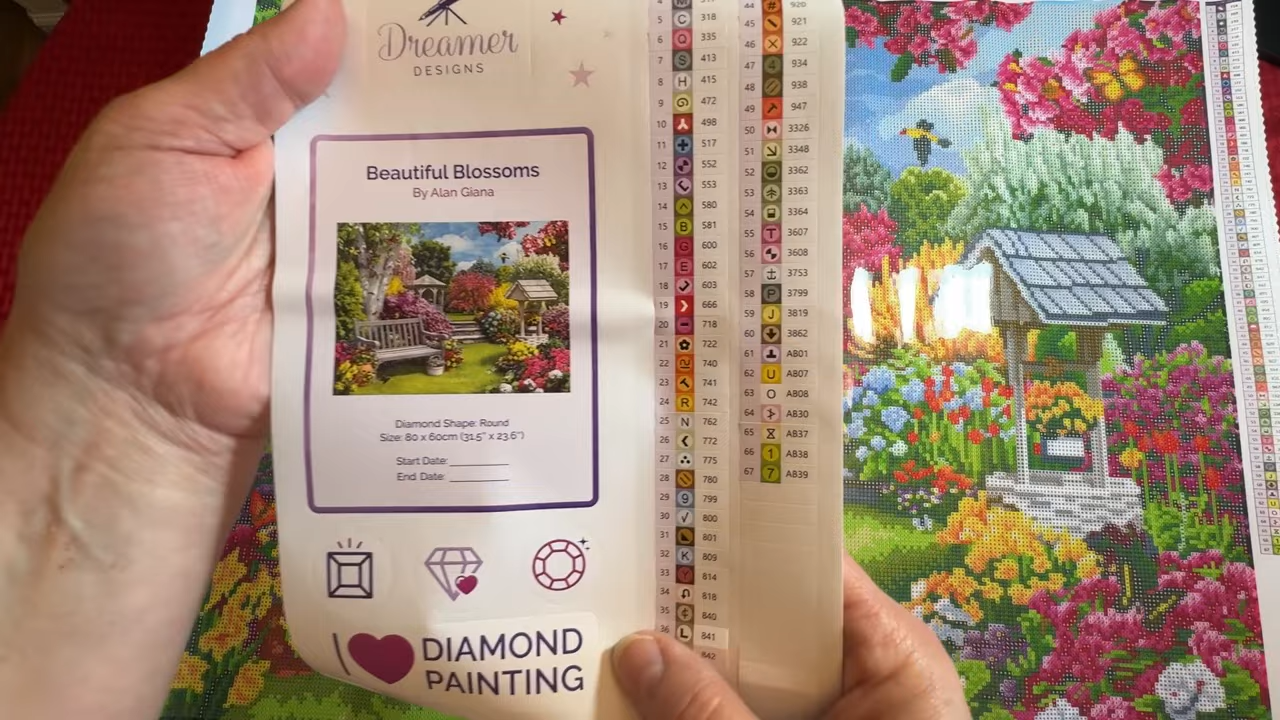 Dreamer
DESIGNS
Beautiful Blossoms
By Alan Giana
Diamond Shape: Round
Size: 80 x 60cm (31.5" x 23.6")
Start Date:
End Date:
I
DIAMOND
PAINTING
5 C 318
6 Q 335
7 S 413
8 H 415
9 472
10 498
11 517
12 552
13 553
14 580
15 B 581
16 G 600
17 E 602
18 603
19 666
20 718
21 722
22 740
23 741
24 R 742
25 N 762
26 772
27 775
28 780
29 9 799
30 800
31 801
32 K 809
33 Y 814
34 818
35 840
36 L 841
842
44 # 920
45 921
46 922
47 4 934
48 938
49 947
50 3326
51 3348
52 3362
53 3363
54 3364
55 T 3607
56 3608
57 3753
58 P 3799
59 J 3819
60 3862
61 AB01
62 U AB07
63 O AB08
64 AB30
65 AB37
66 1 AB38
67 7 AB39